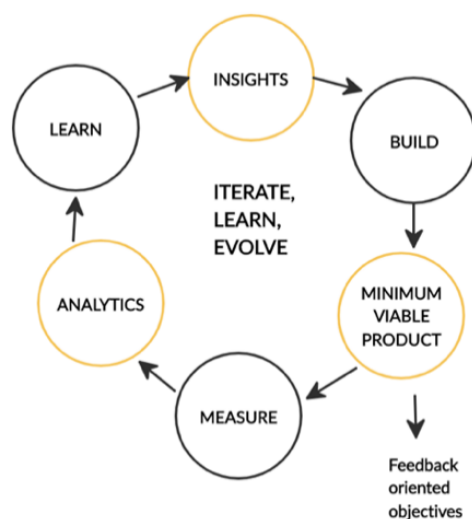 INSIGHTS
LEARN
BUILD
ITERATE,
LEARN,
EVOLVE
ANALYTICS
MINIMUM
VIABLE
PRODUCT
MEASURE
Feedback
oriented
objectives